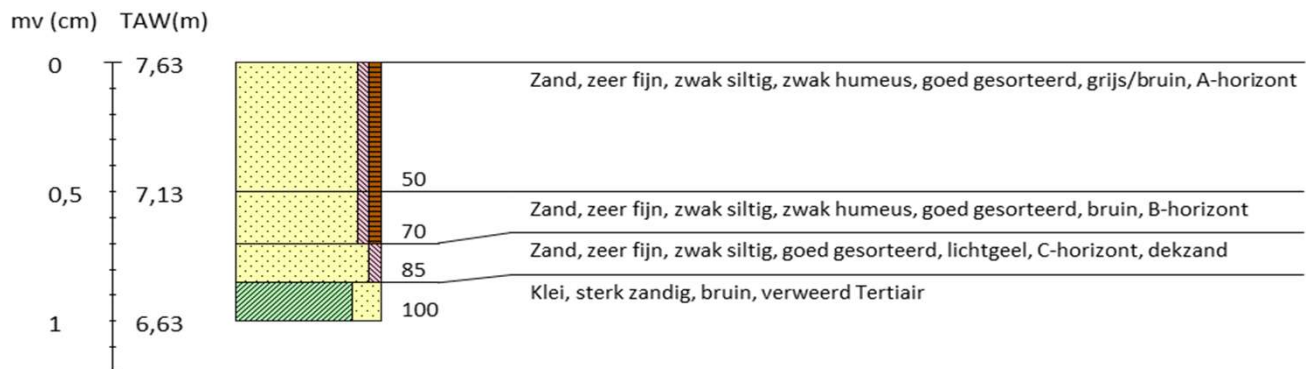 mv (cm) TAW(m)
0 7,63
Zand, zeer fijn, zwak siltig, zwak humeus, goed gesorteerd, grijs/bruin, A-horizont
50
0,5 7,13
Zand, zeer fijn, zwak siltig, zwak humeus, goed gesorteerd, bruin, B-horizont
70
Zand, zeer fijn, zwak siltig, goed gesorteerd, lichtgeel, C-horizont, dekzand
85
Klei, sterk zandig, bruin, verweerd Tertiair
100
1 6,63